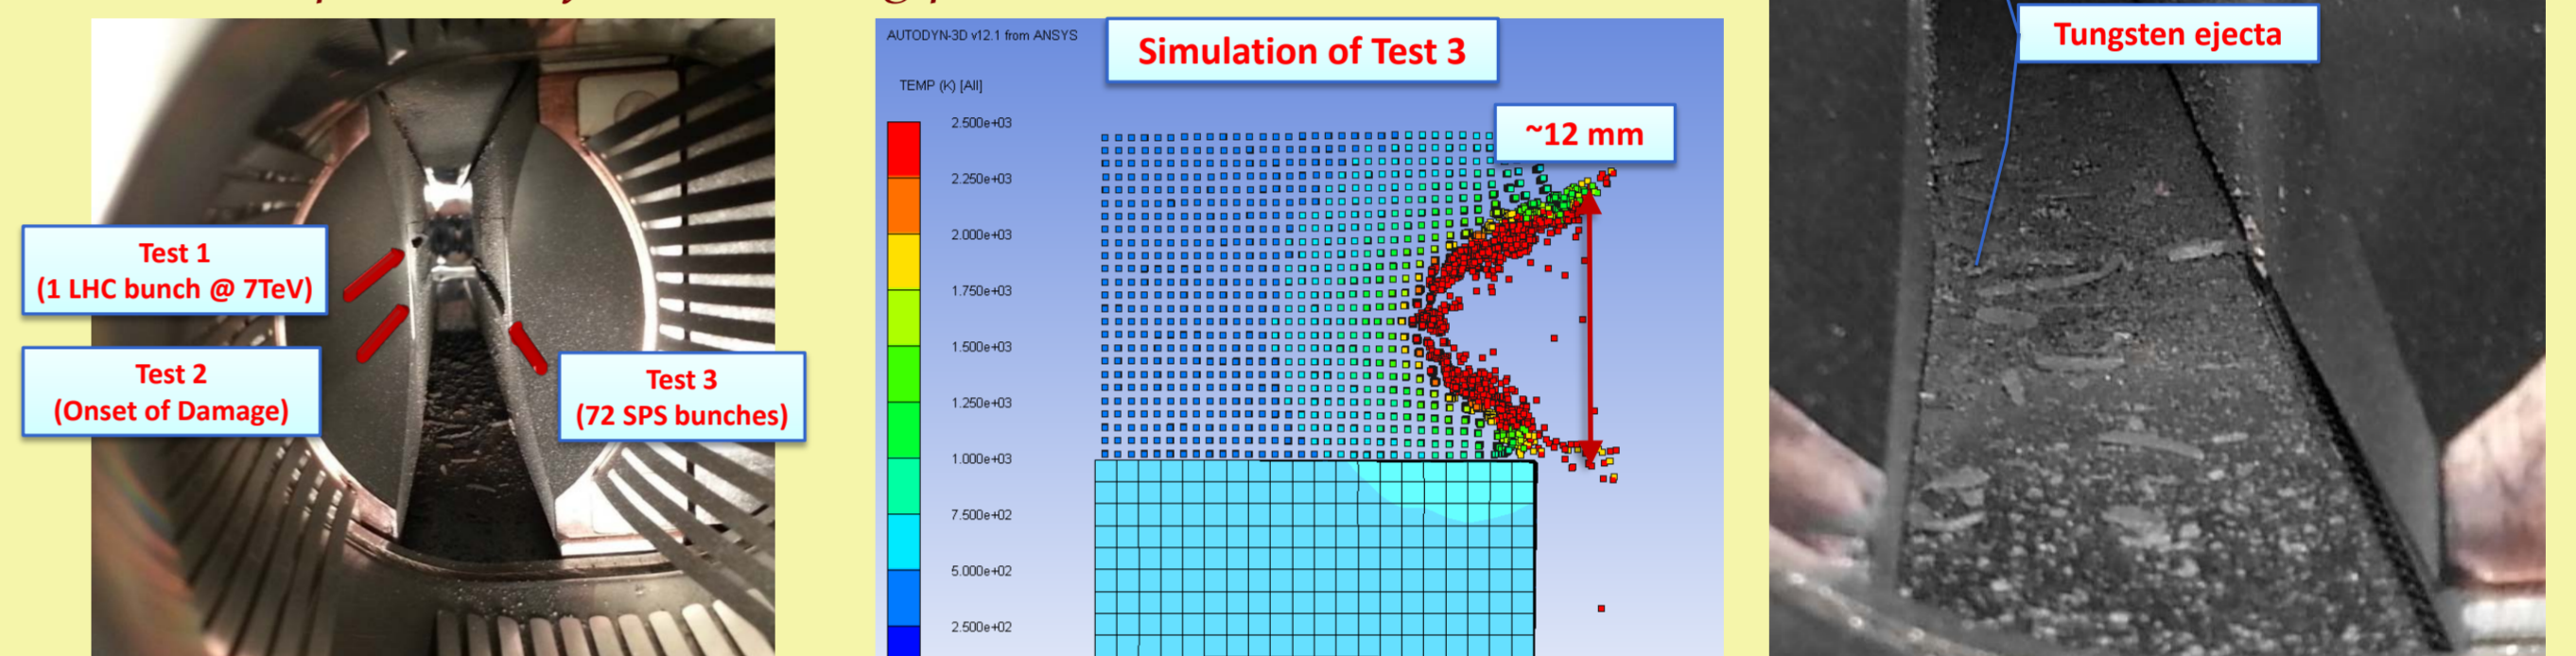 Test 1
(1 LHC bunch @ 7TeV)
Test 2
(Onset of Damage)
Test 3
(72 SPS bunches)
AUTODYN-3D v12.1 from ANSYS
Simulation of Test 3
TEMP (K) [All]
~12 mm
2.500e+03
2.250e+03
2.000e+03
1.750e+03
1.500e+03
1.250e+03
1.000e+03
7.500e+02
5.000e+02
2.500e+02
Tungsten ejecta